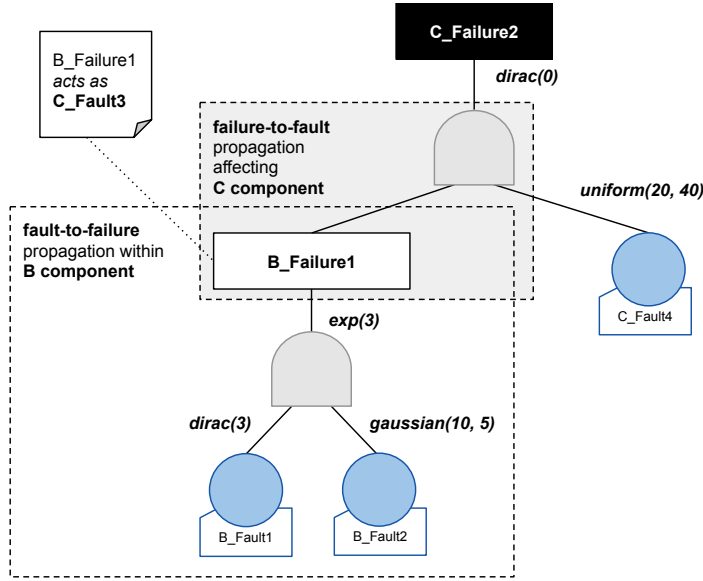 C_Failure2
B_Failure1
acts as
C_Fault3
dirac(0)
failure-to-fault
propagation
affecting
C component
uniform(20, 40)
fault-to-failure
propagation within
B component
B_Failure1
C_Fault4
exp(3)
dirac(3)
gaussian(10, 5)
B_Fault1
B_Fault2